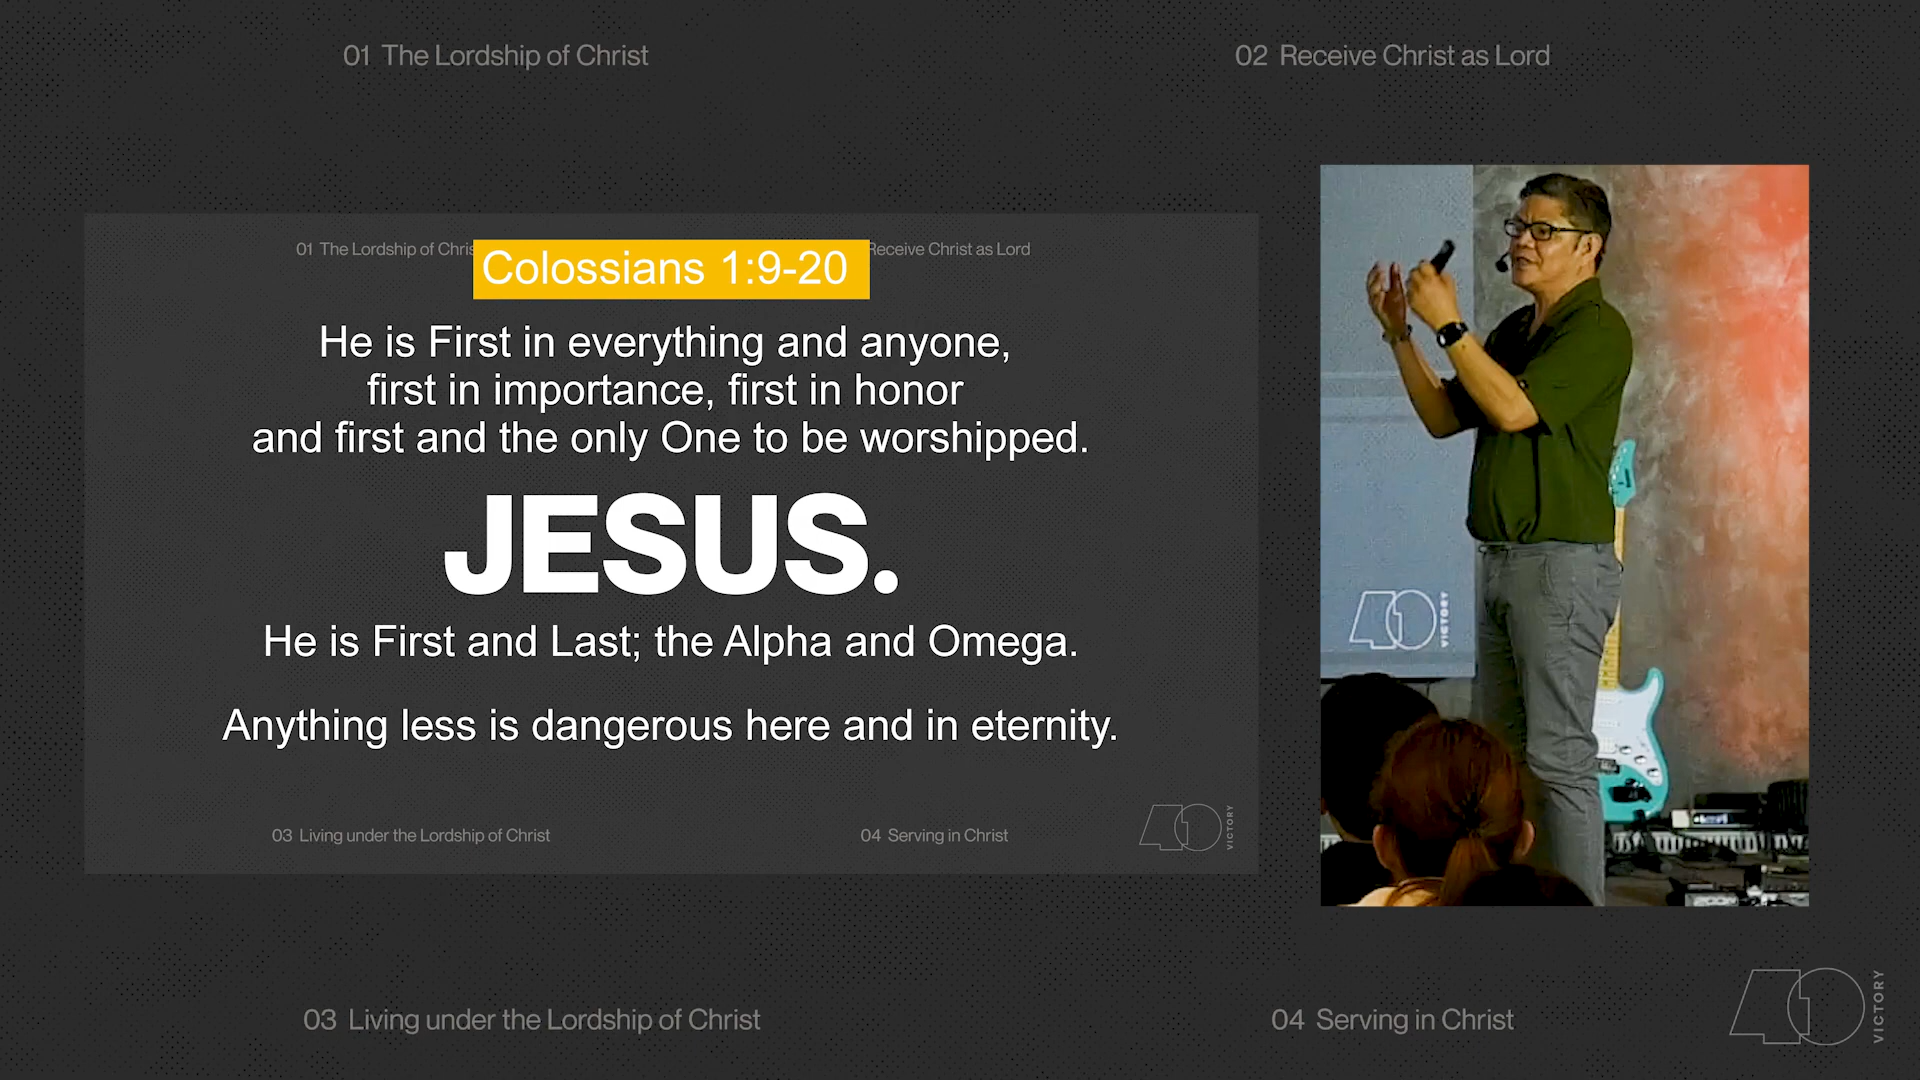 01 The Lordship of Christ
02 Receive Christ as Lord
01 The Lordship of Chris
Receive Christ as Lord
Colossians 1:9-20
He is First in everything and anyone,
first in importance, first in honor
and first and the only One to be worshipped.
JESUS.
He is First and Last; the Alpha and Omega.
Anything less is dangerous here and in eternity.
03 Living under the Lordship of Christ
04 Serving in Christ
40 VICTORY
40 VICTORY
03 Living under the Lordship of Christ
04 Serving in Christ
40 VICTORY